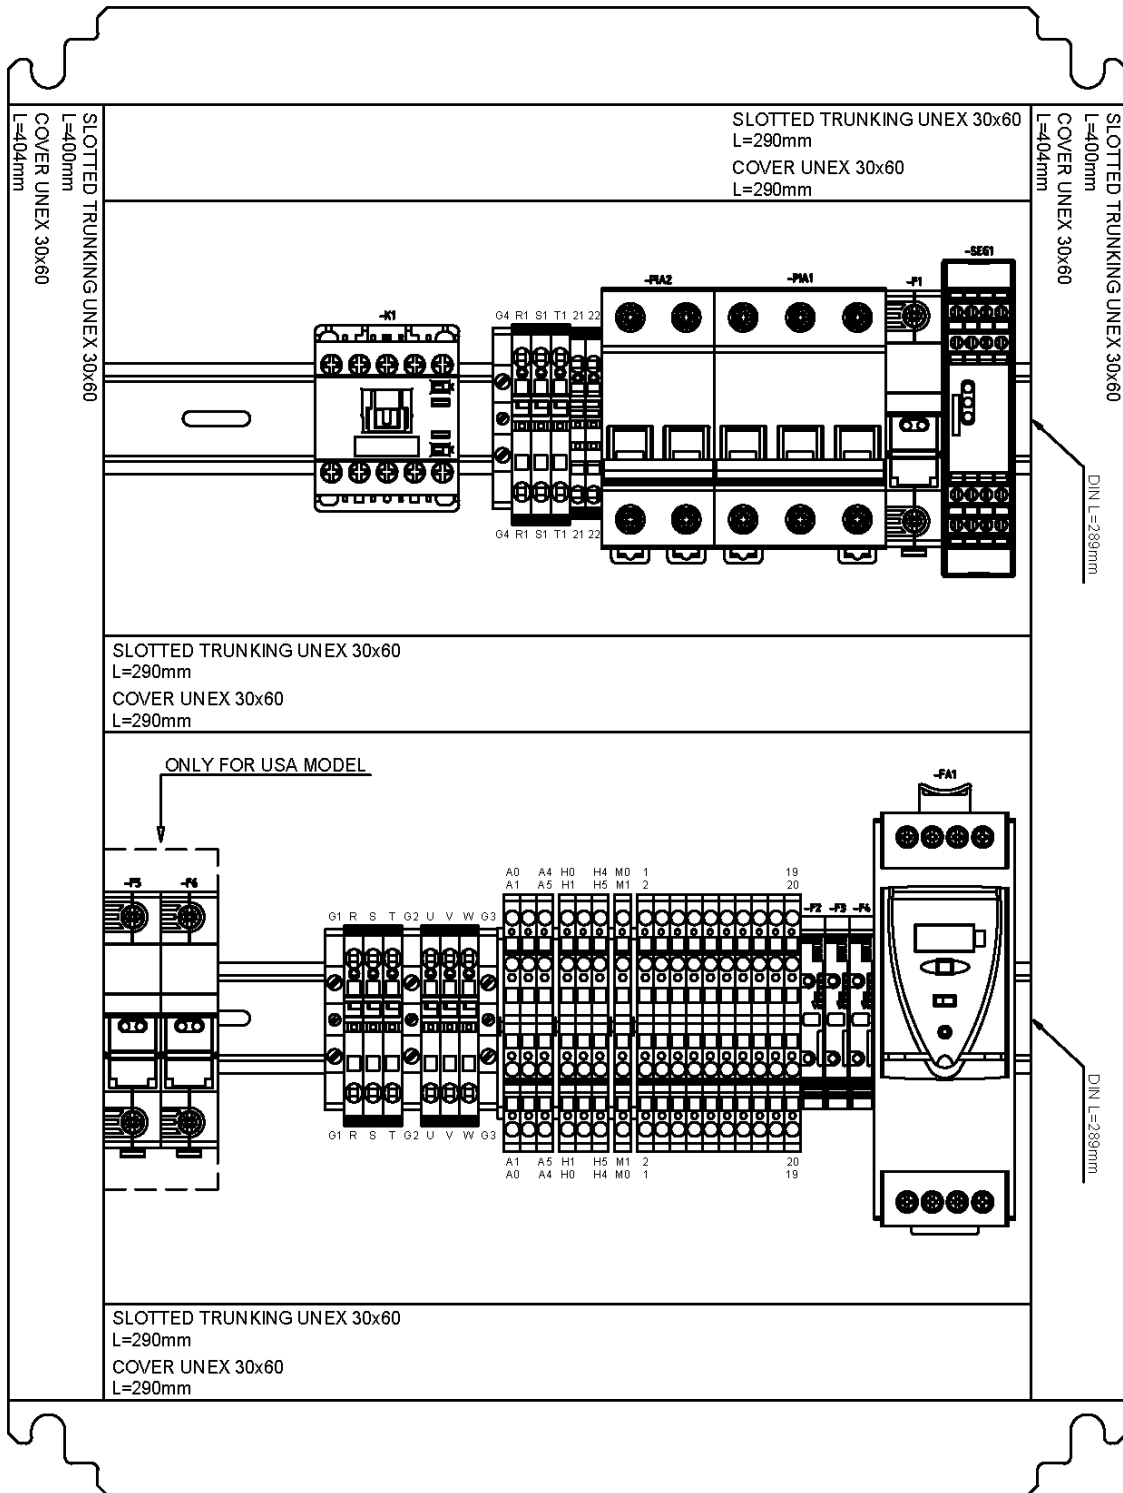 SLOTTED TRUNKING UNEX 30x60
L=400mm
COVER UNEX 30x60
L=404mm
SLOTTED TRUNKING UNEX 30x60
L=290mm
COVER UNEX 30x60
L=290mm
SLOTTED TRUNKING UNEX 30x60
L=400mm
COVER UNEX 30x60
L=404mm
-SEG1
-PIA2 -PIA1 -F1
-K1
G4 R1 S1 T1 21 22
G4 R1 S1 T1 21 22
DIN L=289mm
SLOTTED TRUNKING UNEX 30x60
L=290mm
COVER UNEX 30x60
L=290mm
ONLY FOR USA MODEL
-FA1
A0 A4 H0 H4 M0 1 19
A1 A5 H1 H5 M1 2 20
-F5 -F6
-F2 -F3 -F4
G1 R S T G2 U V W G3
G1 R S T G2 U V W G3
A1 A5 H1 H5 M1 2 20
A0 A4 H0 H4 M0 1 19
DIN L=289mm
SLOTTED TRUNKING UNEX 30x60
L=290mm
COVER UNEX 30x60
L=290mm